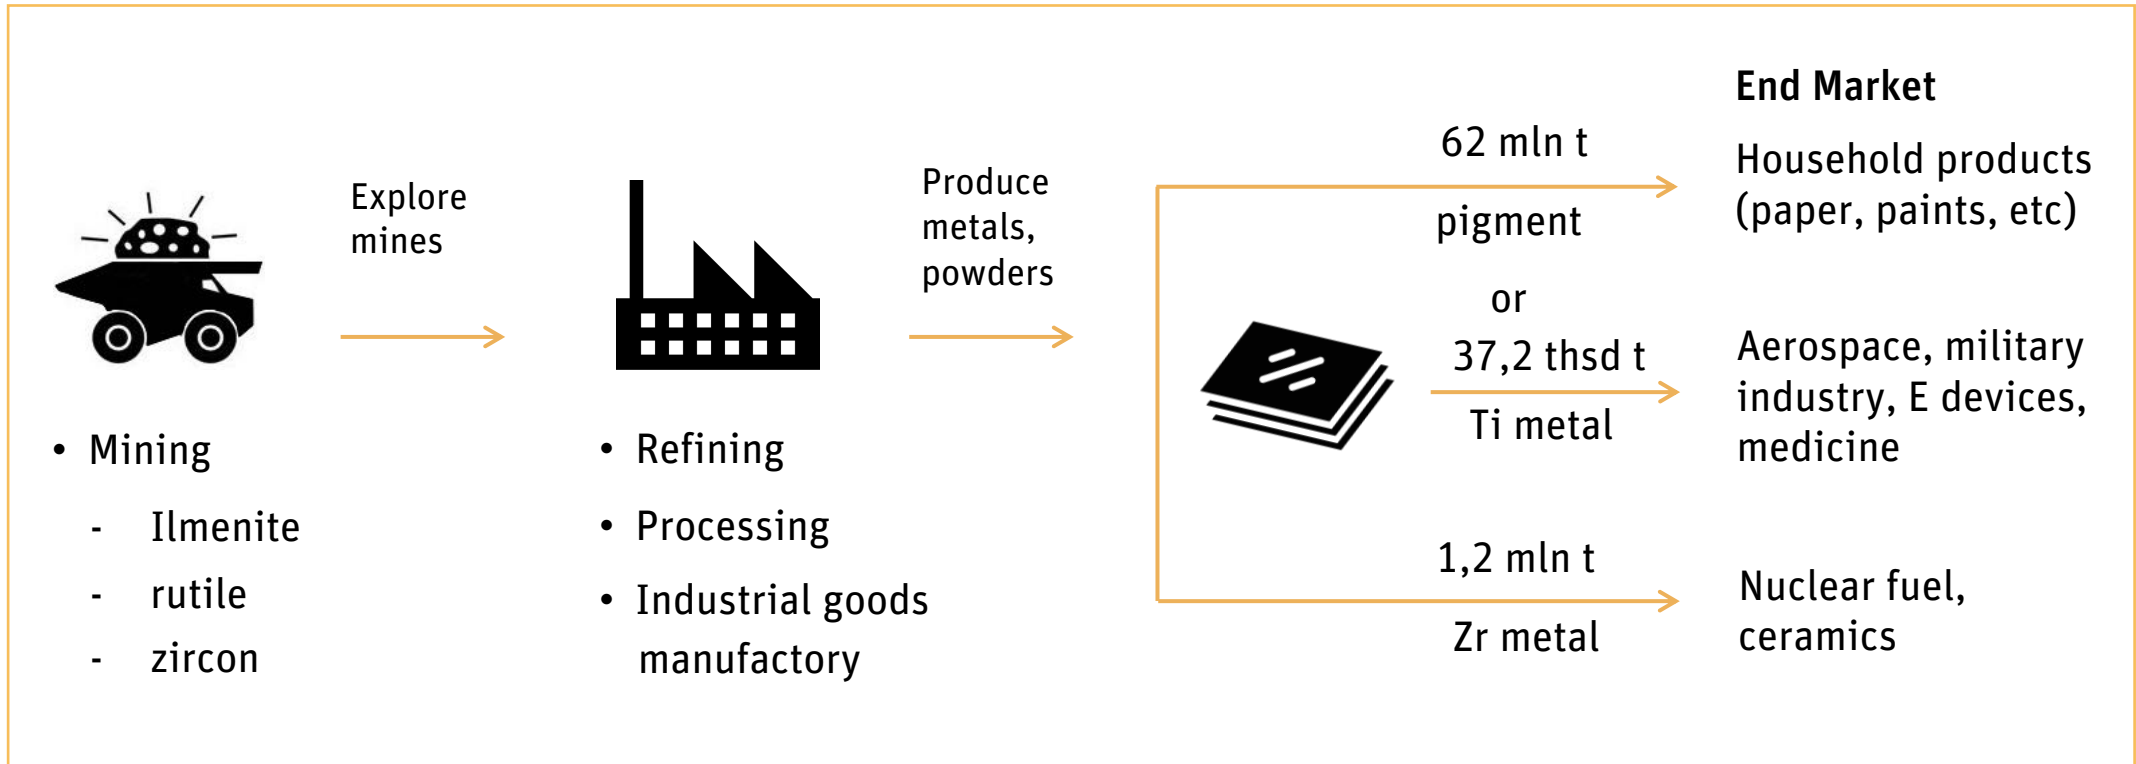 Explore
mines
• Mining
- Ilmenite
- rutile
- zircon
Produce
metals,
powders
• Refining
• Processing
• Industrial goods
manufactory
62 mln t
pigment
or
37,2 thsd t
Ti metal
1,2 mln t
Zr metal
End Market
Household products
(paper, paints, etc)
Aerospace, military
industry, E devices,
medicine
Nuclear fuel,
ceramics